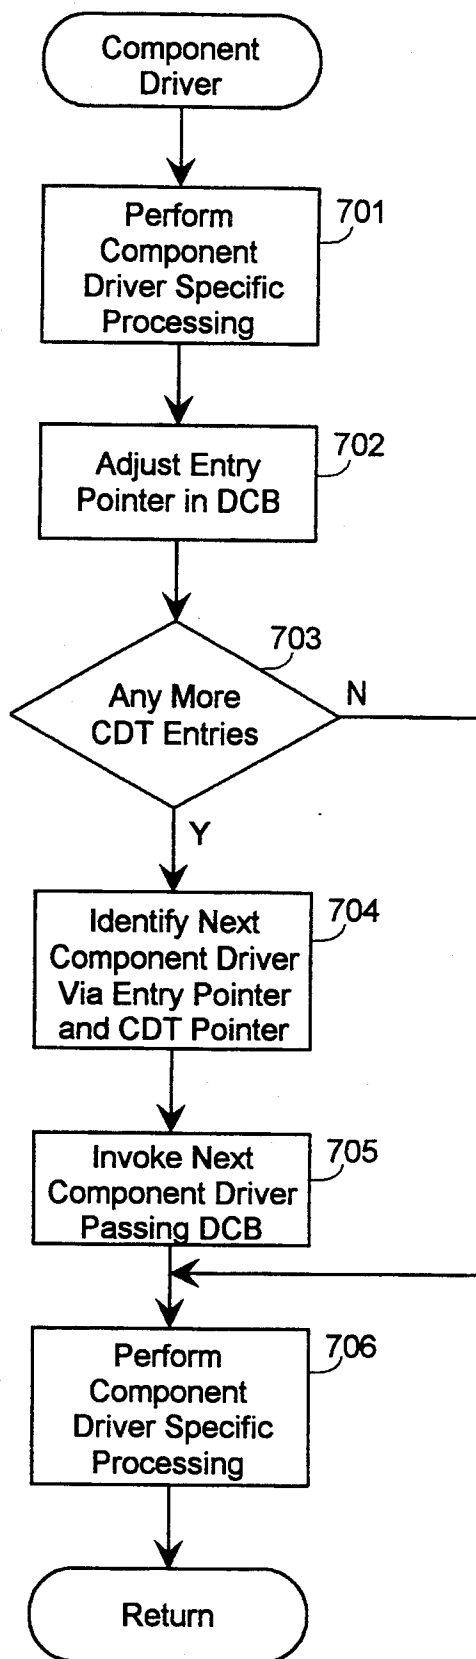 Component
Driver
701
Perform
Component
Driver Specific
Processing
702
Adjust Entry
Pointer in DCB
703
Any More
CDT Entries
N
Y
704
Identify Next
Component Driver
Via Entry Pointer
and CDT Pointer
705
Invoke Next
Component Driver
Passing DCB
706
Perform
Component
Driver Specific
Processing
Return